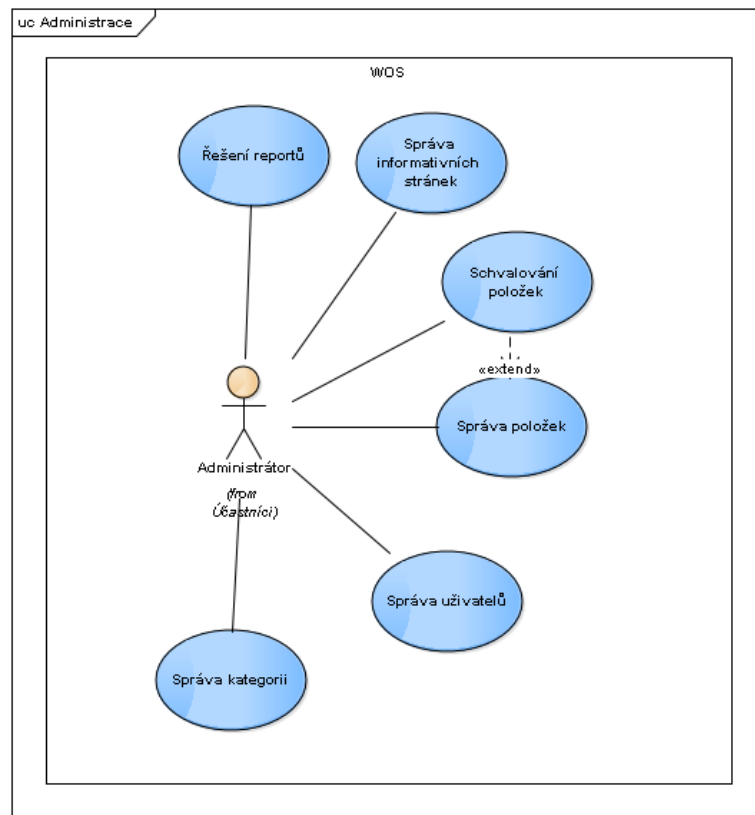 uc Administrace
WOS
Řešení reportů
Správa
informativních
stránek
Schvalování
položek
«extend»
Správa položek
Administrátor
(from
Účastníci)
Správa uživatelů
Správa kategorii